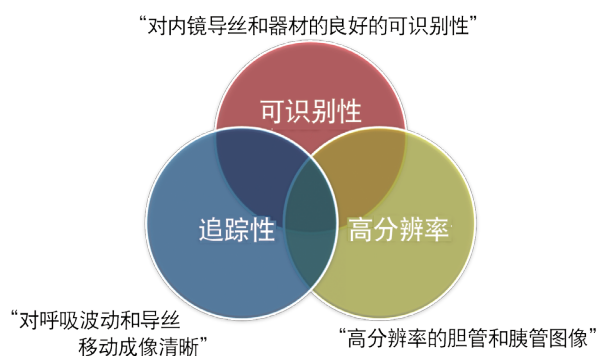 “对内镜导丝和器材的良好的可识别性”
可识别性
追踪性
高分辨率
“对呼吸波动和导丝
移动成像清晰”
“高分辨率的胆管和胰管图像”